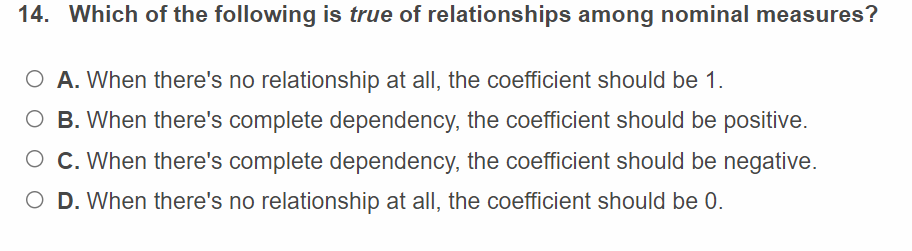 14. Which of the following is true of relationships among nominal measures?
A. When there's no relationship at all, the coefficient should be 1.
B. When there's complete dependency, the coefficient should be positive.
C. When there's complete dependency, the coefficient should be negative.
D. When there's no relationship at all, the coefficient should be 0.